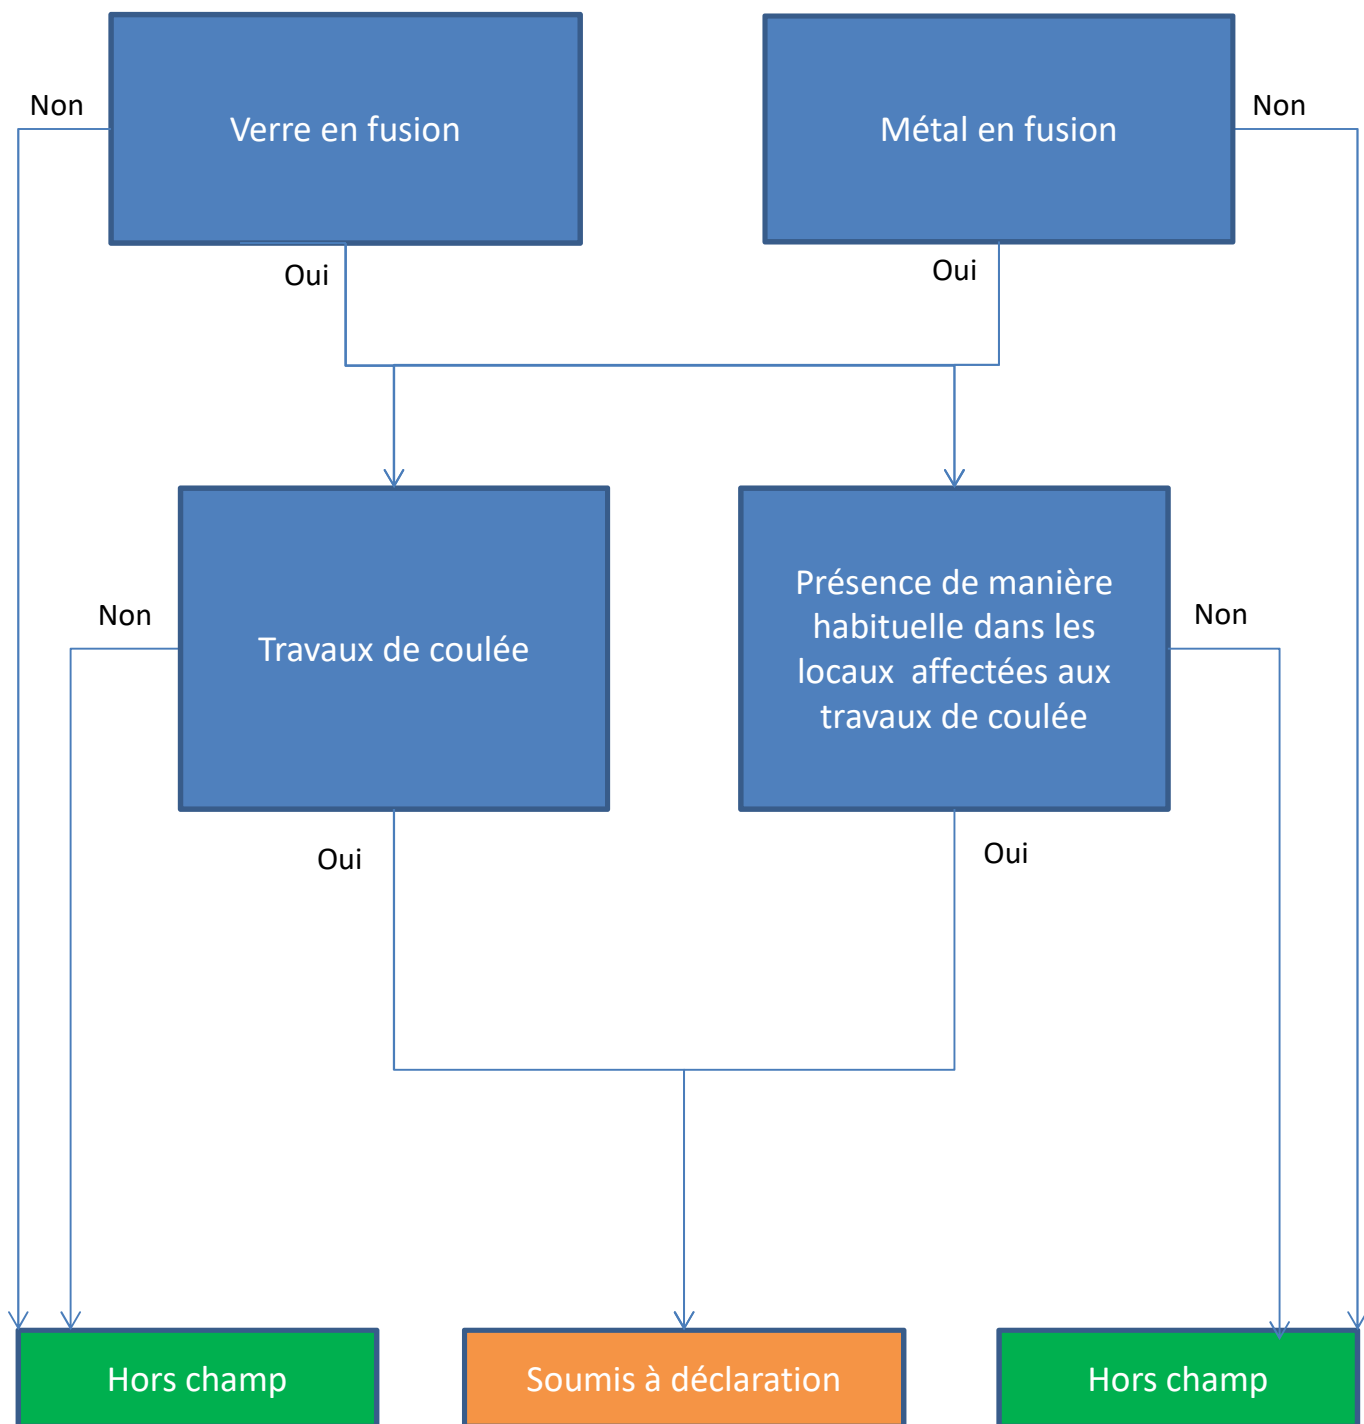 Non
Verre en fusion
Métal en fusion
Non
Oui
Oui
Non
Travaux de coulée
Présence de manière
habituelle dans les
locaux affectées aux
travaux de coulée
Non
Oui
Oui
Hors champ
Soumis à déclaration
Hors champ